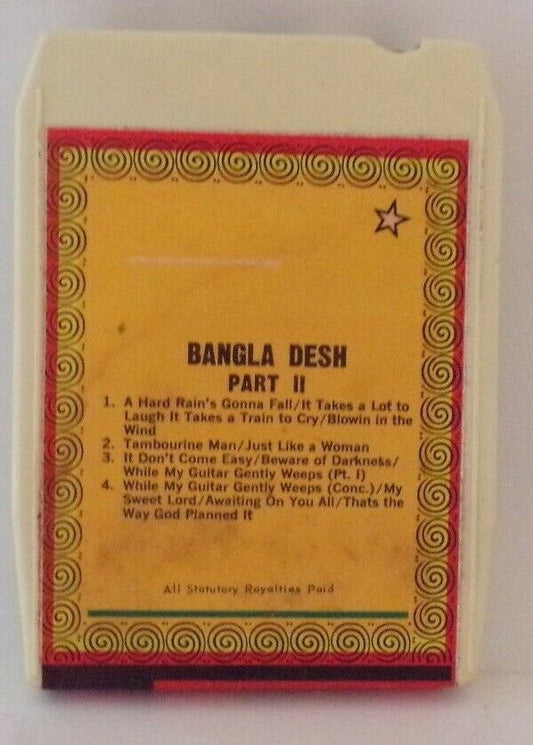 BANGLA DESH
PART II
1. A Hard Rain's Gonna Fall/It Takes a Lot to
Laugh It Takes a Train to Cry/Blowin in the
Wind
2. Tambourine Man/Just Like a Woman
3. It Don't Come Easy/Beware of Darkness/
While My Guitar Gently Weeps (Pt. I)
4. While My Guitar Gently Weeps (Conc.)/My
Sweet Lord/Awaiting On You All/Thats the
Way God Planned It
All Statutory Royalties Paid